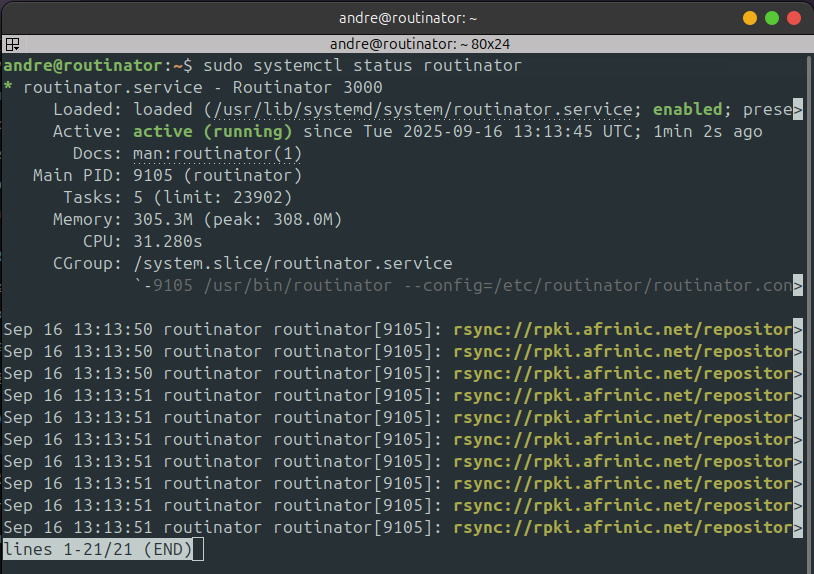 andre@routinator: ~
andre@routinator: ~ 80x24
andre@routinator:~$ sudo systemctl status routinator
* routinator.service - Routinator 3000
     Loaded: loaded (/usr/lib/systemd/system/routinator.service; enabled; prese>
     Active: active (running) since Tue 2025-09-16 13:13:45 UTC; 1min 2s ago
       Docs: man:routinator(1)
   Main PID: 9105 (routinator)
      Tasks: 5 (limit: 23902)
     Memory: 305.3M (peak: 308.0M)
        CPU: 31.280s
     CGroup: /system.slice/routinator.service
             `-9105 /usr/bin/routinator --config=/etc/routinator/routinator.con>
Sep 16 13:13:50 routinator routinator[9105]: rsync://rpki.afrinic.net/repositor>
Sep 16 13:13:50 routinator routinator[9105]: rsync://rpki.afrinic.net/repositor>
Sep 16 13:13:50 routinator routinator[9105]: rsync://rpki.afrinic.net/repositor>
Sep 16 13:13:51 routinator routinator[9105]: rsync://rpki.afrinic.net/repositor>
Sep 16 13:13:51 routinator routinator[9105]: rsync://rpki.afrinic.net/repositor>
Sep 16 13:13:51 routinator routinator[9105]: rsync://rpki.afrinic.net/repositor>
Sep 16 13:13:51 routinator routinator[9105]: rsync://rpki.afrinic.net/repositor>
Sep 16 13:13:51 routinator routinator[9105]: rsync://rpki.afrinic.net/repositor>
Sep 16 13:13:51 routinator routinator[9105]: rsync://rpki.afrinic.net/repositor>
Sep 16 13:13:51 routinator routinator[9105]: rsync://rpki.afrinic.net/repositor>
lines 1-21/21 (END)